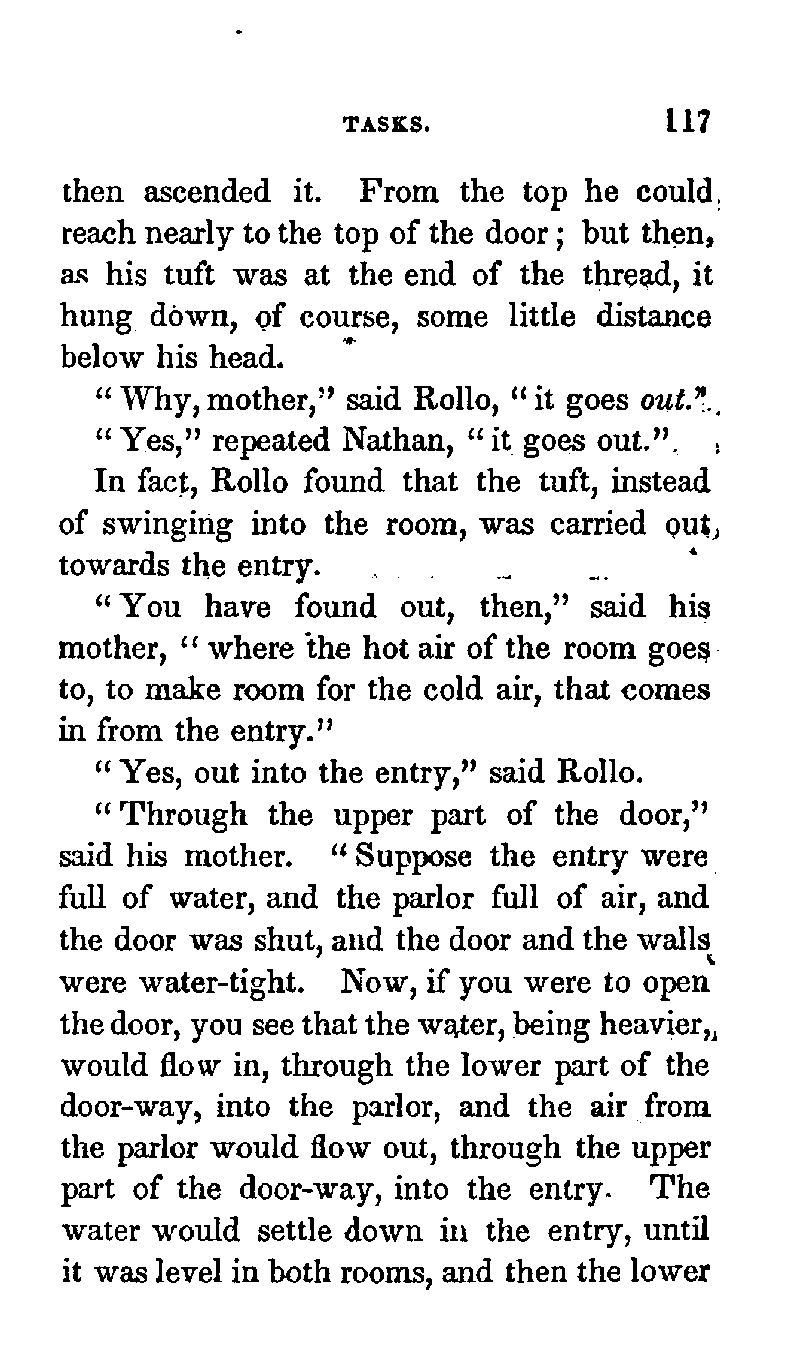 TASKS. 117
then ascended it. From the top he could
reach nearly to the top of the door; but then,
as his tuft was at the end of the thread, it
hung down, of course, some little distance
below his head.
"Why, mother," said Rollo, "it goes out."
"Yes," repeated Nathan, "it goes out."
In fact, Rollo found that the tuft, instead
of swinging into the room, was carried out,
towards the entry.
"You have found out, then," said his
mother, "where the hot air of the room goes
to, to make room for the cold air, that comes
in from the entry."
"Yes, out into the entry," said Rollo.
"Through the upper part of the door,"
said his mother. "Suppose the entry were
full of water, and the parlor full of air, and
the door was shut, and the door and the walls
were water-tight. Now, if you were to open
the door, you see that the water, being heavier,
would flow in, through the lower part of the
door-way, into the parlor, and the air from
the parlor would flow out, through the upper
part of the door-way, into the entry. The
water would settle down in the entry, until
it was level in both rooms, and then the lower